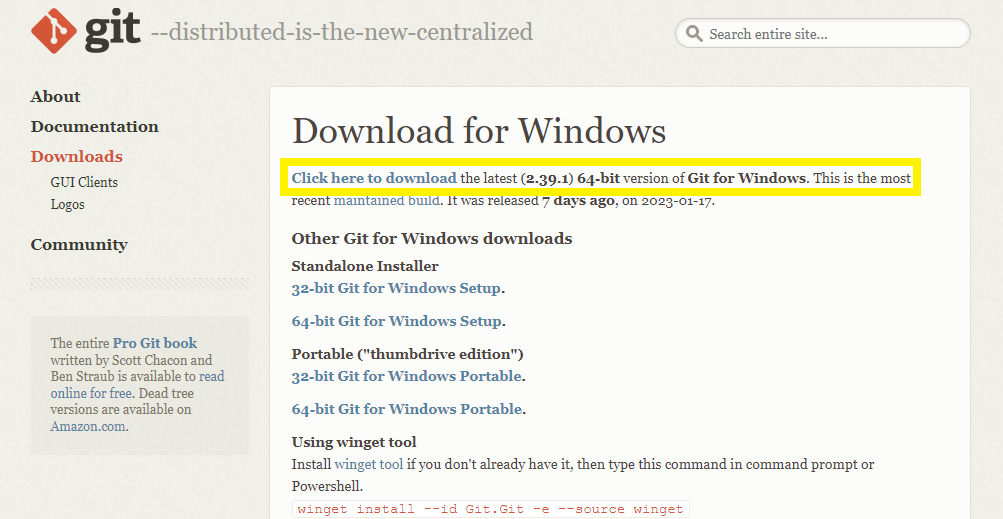 git --distributed-is-the-new-centralized
Search entire site...
About
Documentation
Downloads
GUI Clients
Logos
Community
The entire Pro Git book
written by Scott Chacon and
Ben Straub is available to read
online for free. Dead tree
versions are available on
Amazon.com.
Download for Windows
Click here to download the latest (2.39.1) 64-bit version of Git for Windows. This is the most
recent maintained build. It was released 7 days ago, on 2023-01-17.
Other Git for Windows downloads
Standalone Installer
32-bit Git for Windows Setup.
64-bit Git for Windows Setup.
Portable ("thumbdrive edition")
32-bit Git for Windows Portable.
64-bit Git for Windows Portable.
Using winget tool
Install winget tool if you don't already have it, then type this command in command prompt or
Powershell.
winget install --id Git.Git -e --source winget